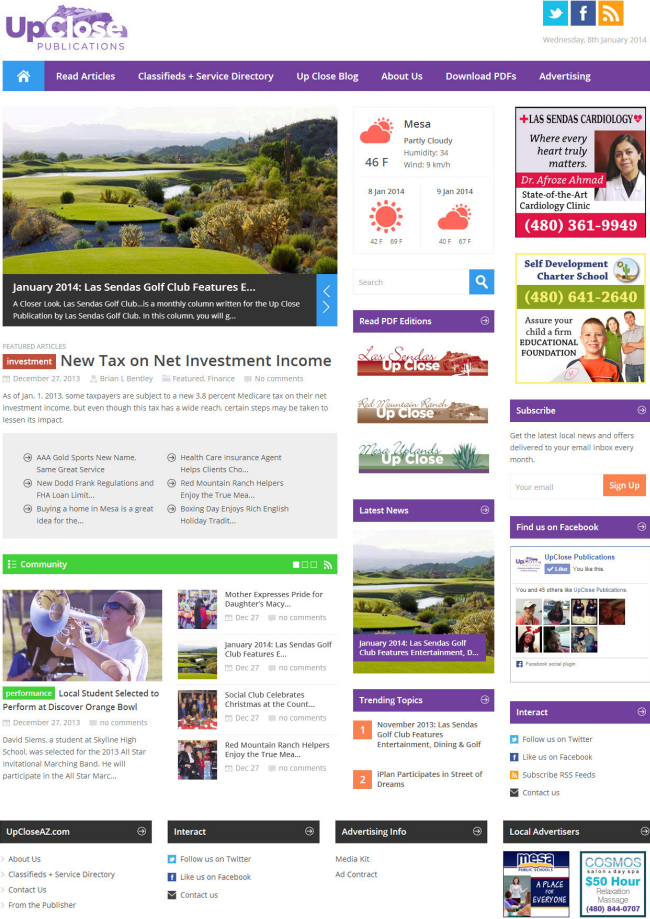 UpClose
PUBLICATIONS
Wednesday, 8th January 2014
Read Articles
Classifieds + Service Directory
Up Close Blog
About Us
Download PDFs
Advertising
January 2014: Las Sendas Golf Club Features E...
A Closer Look, Las Sendas Golf Club...is a monthly column written for the Up Close
Publication by Las Sendas Golf Club. In this column, you will g...
FEATURED ARTICLES
investment New Tax on Net Investment Income
December 27, 2013 Brian L Bentley Featured, Finance No comments
As of Jan. 1, 2013, some taxpayers are subject to a new 3.8 percent Medicare tax on their net
investment income, but even though this tax has a wide reach, certain steps may be taken to
lessen its impact.
AAA Gold Sports New Name,
Same Great Service
New Dodd Frank Regulations and
FHA Loan Limit...
Buying a home in Mesa is a great
idea for the...
Health Care Insurance Agent
Helps Clients Cho...
Red Mountain Ranch Helpers
Enjoy the True Mea...
Boxing Day Enjoys Rich English
Holiday Tradit...
Community
performance Local Student Selected to
Perform at Discover Orange Bowl
December 27, 2013 no comments
David Siems, a student at Skyline High
School, was selected for the 2013 All Star
Invitational Marching Band. He will
participate in the All Star Marc...
Mother Expresses Pride for
Daughter's Macy...
Dec 27 no comments
January 2014: Las Sendas Golf
Club Features E...
Dec 27 no comments
Social Club Celebrates
Christmas at the Count...
Dec 27 no comments
Red Mountain Ranch Helpers
Enjoy the True Mea...
Dec 27 no comments
46 F
Mesa
Partly Cloudy
Humidity: 34
Wind: 9 km/h
8 Jan 2014
42 F 69 F
9 Jan 2014
40 F 67 F
Search
Read PDF Editions
Las Sendas
Up Close
Red Mountain Ranch
Up Close
Mesa Uplands
Up Close
Latest News
January 2014: Las Sendas Golf
Club Features Entertainment, D...
Trending Topics
1
November 2013: Las Sendas
Golf Club Features
Entertainment, Dining & Golf
2
iPlan Participates in Street of
Dreams
LAS SENDAS CARDIOLOGY
Where every
heart truly
matters.
Dr. Afroze Ahmad
State-of-the-Art
Cardiology Clinic
(480) 361-9949
Self Development
Charter School
(480) 641-2640
Assure your
child a firm
EDUCATIONAL
FOUNDATION
Subscribe
Get the latest local news and offers
delivered to your email inbox every
month.
Your email
Sign Up
Find us on Facebook
UpClose Publications
Like You like this.
You and 45 others like UpClose Publications.
Facebook social plugin
Interact
Follow us on Twitter
Like us on Facebook
Subscribe RSS Feeds
Contact us
UpCloseAZ.com
About Us
Classifieds + Service Directory
Contact Us
From the Publisher
Interact
Follow us on Twitter
Like us on Facebook
Contact us
Advertising Info
Media Kit
Ad Contract
Local Advertisers
mesa
PUBLIC SCHOOLS
A PLACE
FOR
EVERYONE
COSMOS
salon & day spa
$50 Hour
Relaxation
Massage
(480) 844-0707